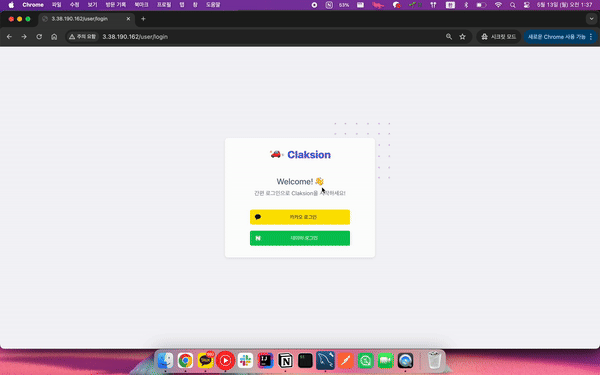 Chrome 파일 수정 보기 방문 기록 북마크 프로필 탭 창 도움말
53%
5월 13일 (월) 오전 1:37
3.38.190.162/user/login
주의 요함
3.38.190.162/user/login
시크릿 모드
새로운 Chrome 사용 가능
Claksion
Welcome! 👋
간편 로그인으로 Claksion을 시작하세요!
카카오 로그인
N 네이버 로그인